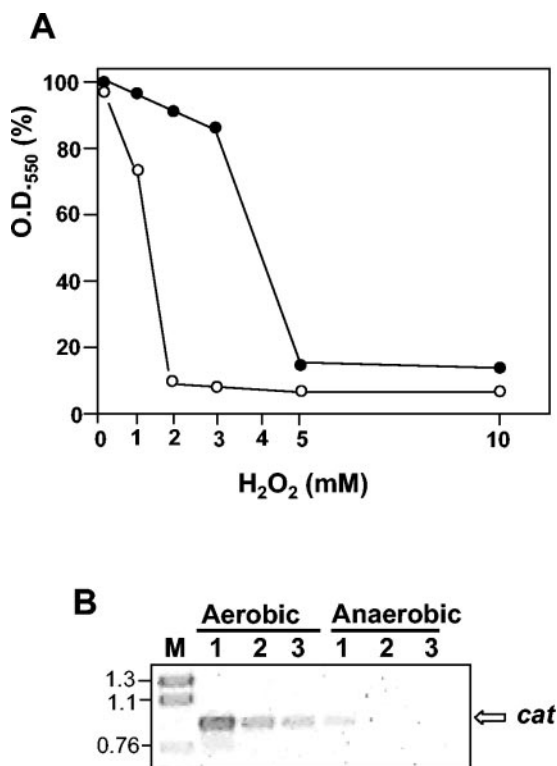 A
100
80
60
40
20
0
O.D-550 (%)
0 1 2 3 4 5 10
H2O2 (mM)
B
Aerobic Anaerobic
M 1 2 3 1 2 3
1.3
1.1
0.76
cat